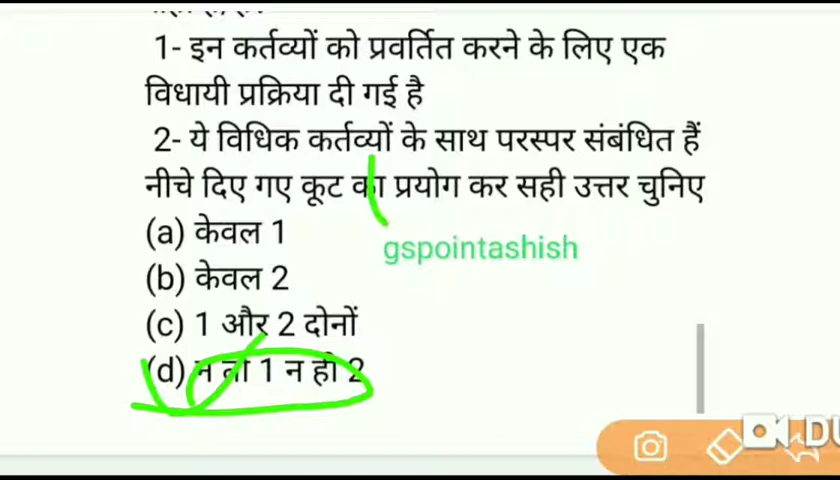 1- इन कर्तव्यों को प्रवर्तित करने के लिए एक
विधायी प्रक्रिया दी गई है
2- ये विधिक कर्तव्यों के साथ परस्पर संबंधित हैं
नीचे दिए गए कूट का प्रयोग कर सही उत्तर चुनिए
(a) केवल 1
gspointashish
(b) केवल 2
(c) 1 और 2 दोनों
(d) न तो 1 न ही 2
DU